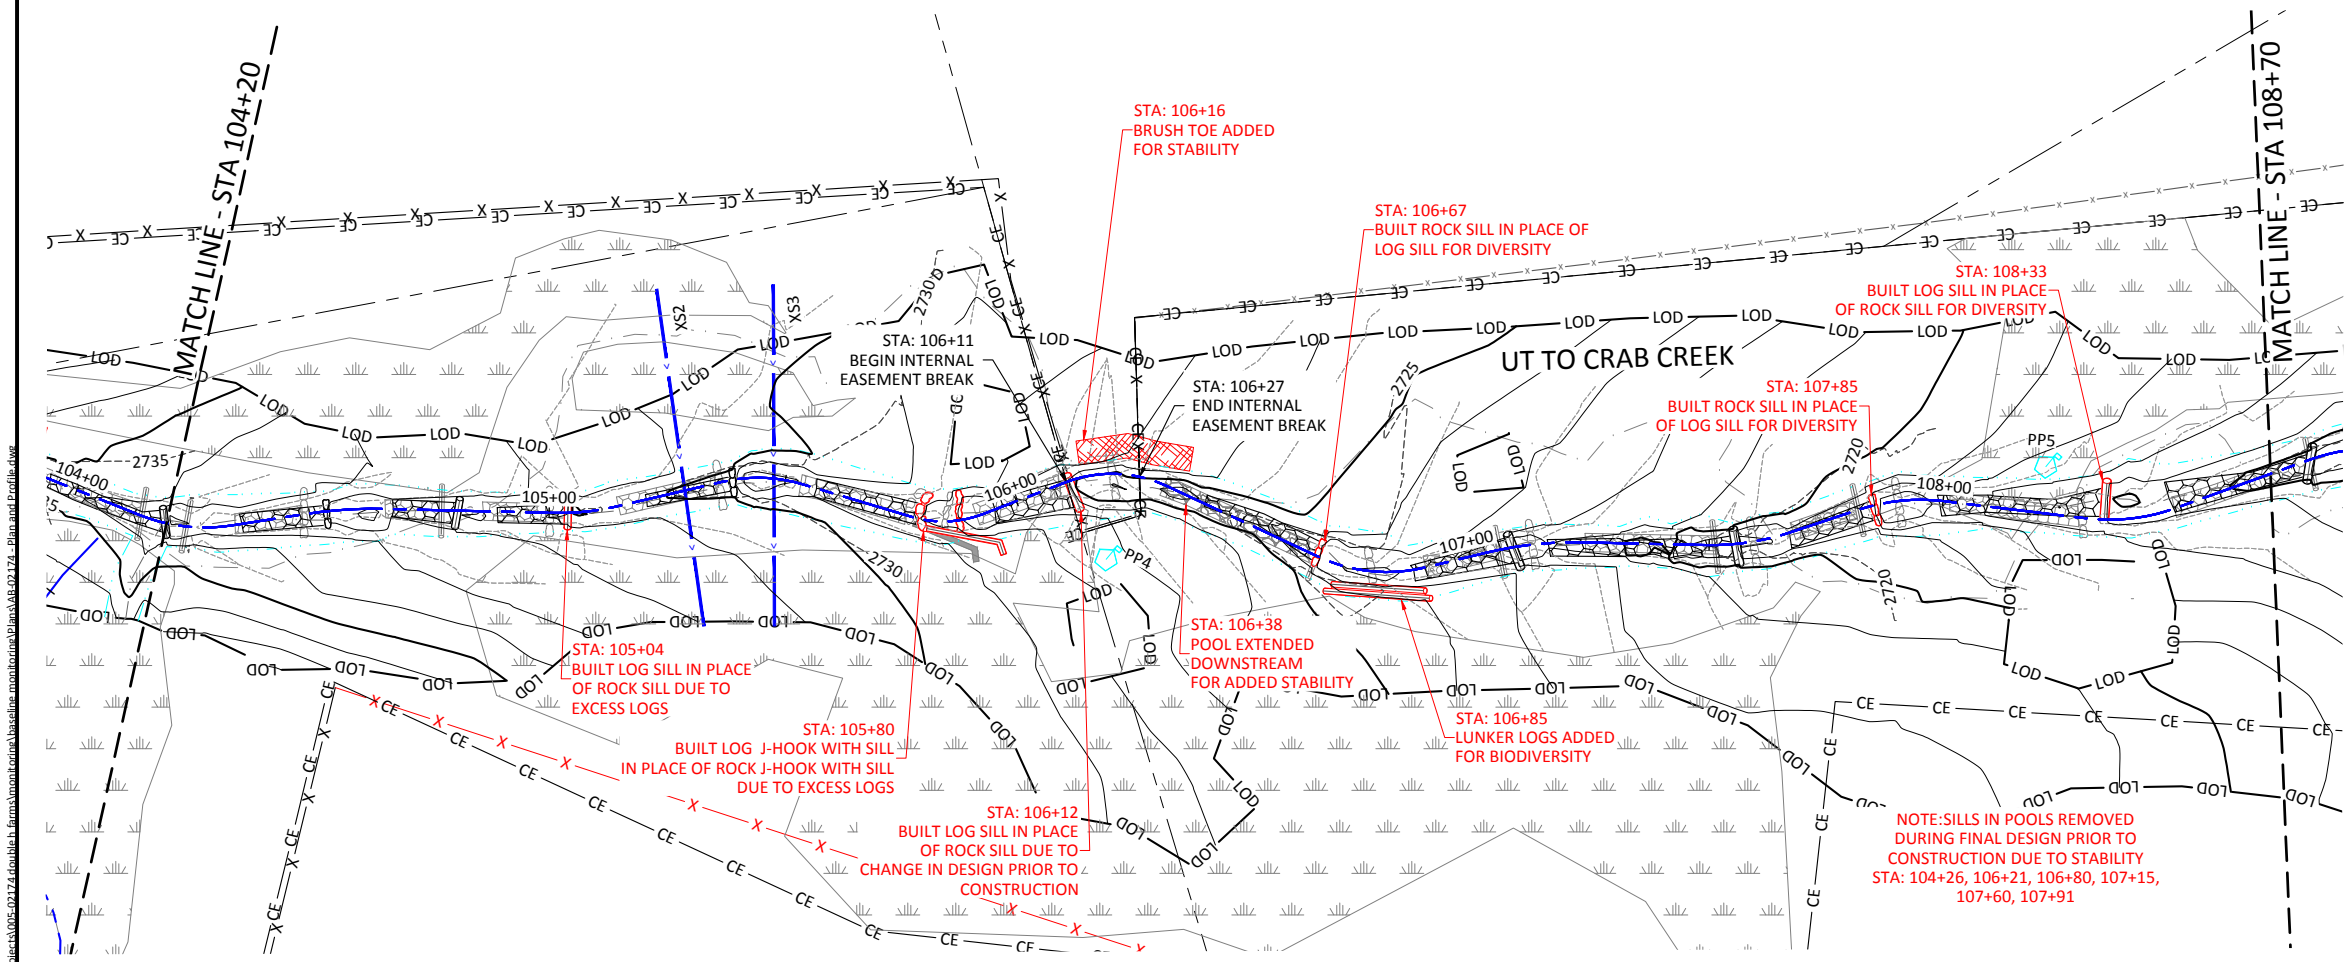 MATCH LINE - STA 104+20
MATCH LINE - STA 108+70
STA: 106+16
BRUSH TOE ADDED
FOR STABILITY
STA: 106+67
BUILT ROCK SILL IN PLACE OF
LOG SILL FOR DIVERSITY
STA: 108+33
BUILT LOG SILL IN PLACE
OF ROCK SILL FOR DIVERSITY
STA: 106+11
BEGIN INTERNAL
EASEMENT BREAK
UT TO CRAB CREEK
STA: 106+27
END INTERNAL
EASEMENT BREAK
STA: 107+85
BUILT ROCK SILL IN PLACE
OF LOG SILL FOR DIVERSITY
XS2
XS3
2730
2725
2720
2735
104+00
105+00
106+00
107+00
108+00
PP5
PP4
2730
2720
STA: 105+04
BUILT LOG SILL IN PLACE
OF ROCK SILL DUE TO
EXCESS LOGS
STA: 106+38
POOL EXTENDED
DOWNSTREAM
FOR ADDED STABILITY
STA: 105+80
BUILT LOG J-HOOK WITH SILL
IN PLACE OF ROCK J-HOOK WITH SILL
DUE TO EXCESS LOGS
STA: 106+85
LUNKER LOGS ADDED
FOR BIODIVERSITY
STA: 106+12
BUILT LOG SILL IN PLACE
OF ROCK SILL DUE TO
CHANGE IN DESIGN PRIOR TO
CONSTRUCTION
NOTE:SILLS IN POOLS REMOVED
DURING FINAL DESIGN PRIOR TO
CONSTRUCTION DUE TO STABILITY
STA: 104+26, 106+21, 106+80, 107+15,
107+60, 107+91
LOD
CE
X